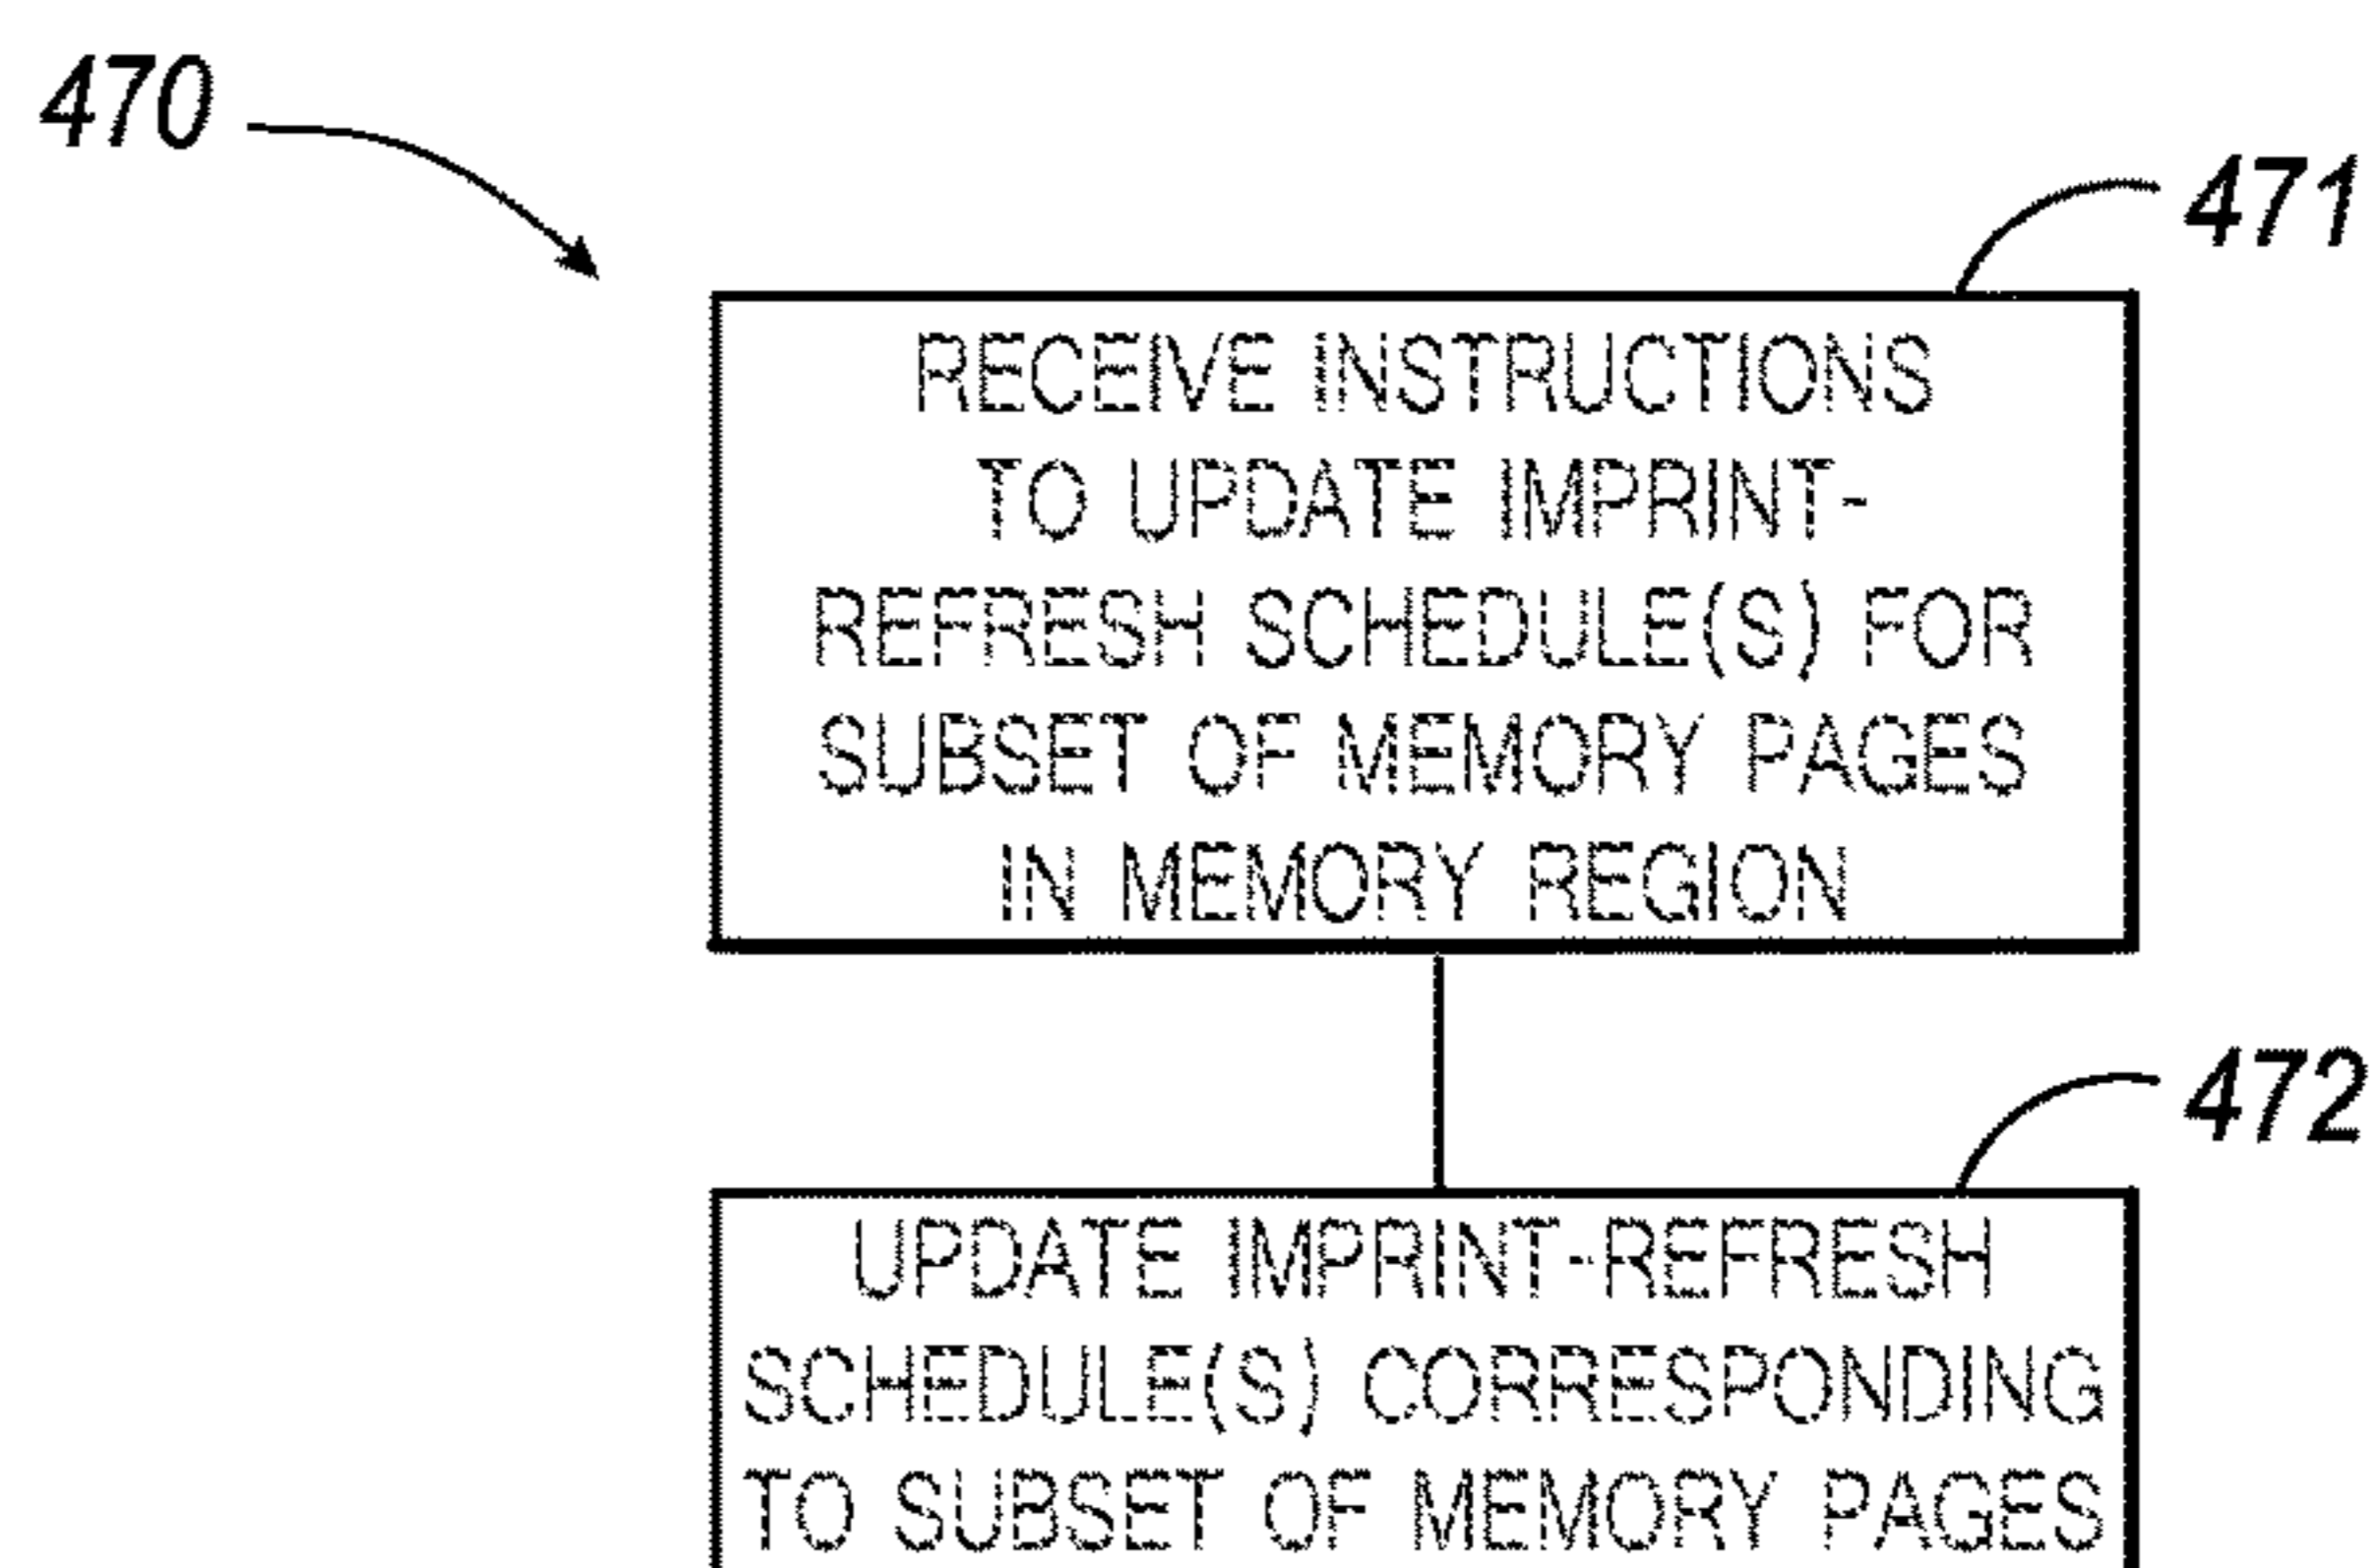 470
471
RECEIVE INSTRUCTIONS
TO UPDATE IMPRINT-
REFRESH SCHEDULE(S) FOR
SUBSET OF MEMORY PAGES
IN MEMORY REGION
472
UPDATE IMPRINT-REFRESH
SCHEDULE(S) CORRESPONDING
TO SUBSET OF MEMORY PAGES